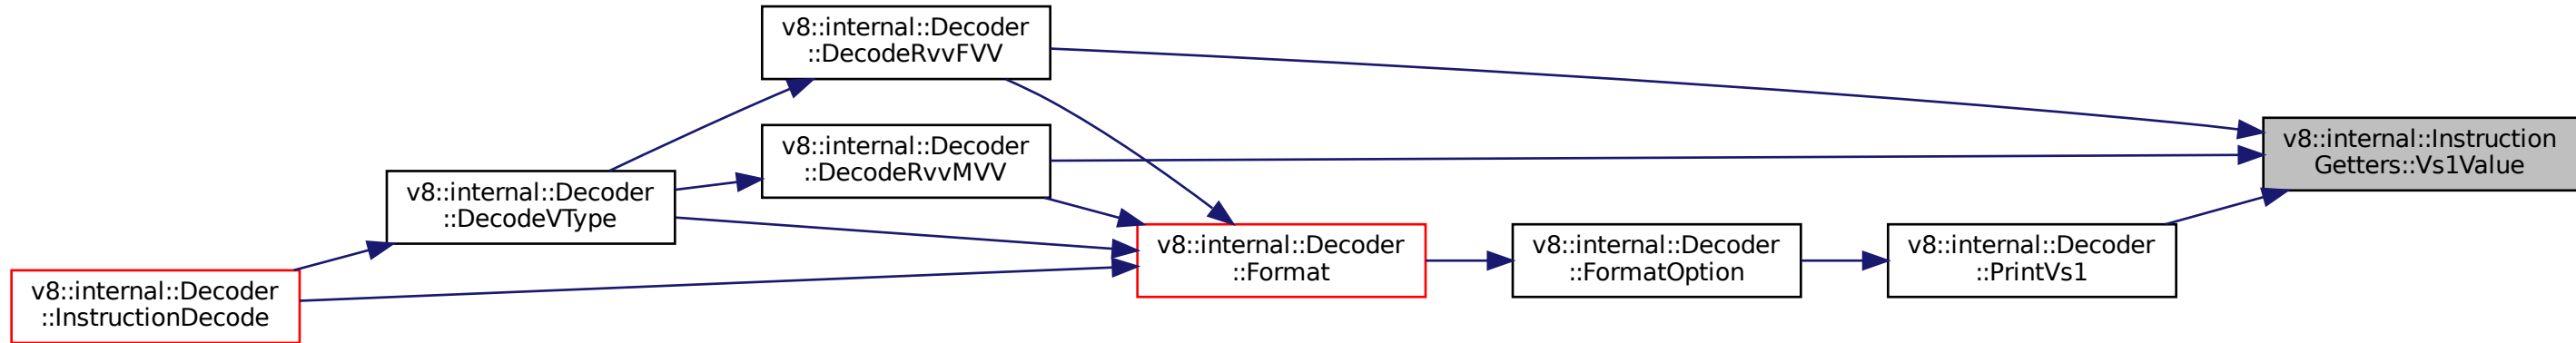 v8::internal::Decoder
::DecodeRvvFVV
v8::internal::Instruction
Getters::Vs1Value
v8::internal::Decoder
::DecodeRvvMVV
v8::internal::Decoder
::DecodeVType
v8::internal::Decoder
::Format
v8::internal::Decoder
::FormatOption
v8::internal::Decoder
::PrintVs1
v8::internal::Decoder
::InstructionDecode